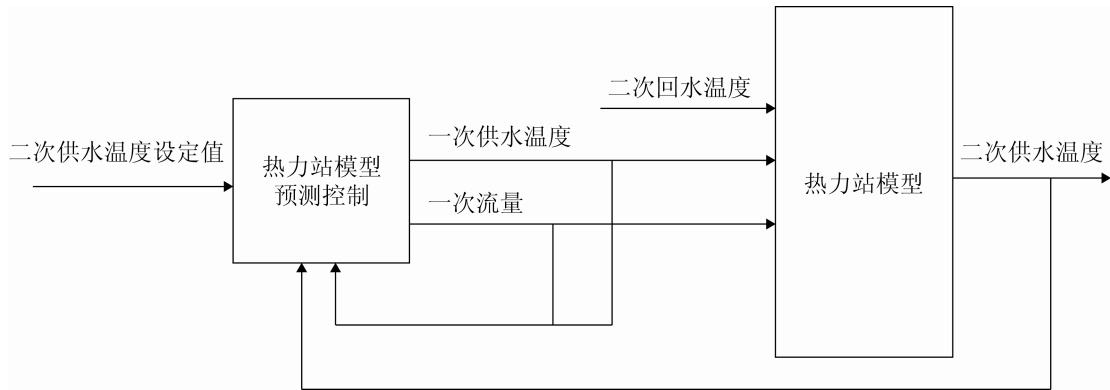 二次供水温度设定值
热力站模型
预测控制
一次供水温度
一次流量
二次回水温度
热力站模型
二次供水温度